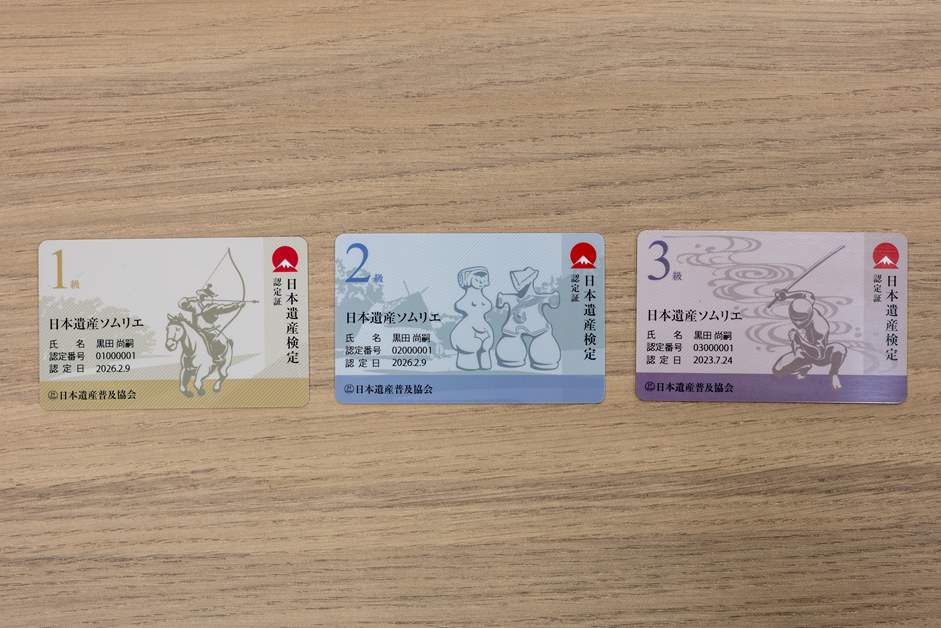 1級
日本遺産ソムリエ
氏 名 黒田 尚嗣
認定番号 01000001
認 定 日 2026.2.9
日本遺産普及協会
日本遺産検定
認定証
2級
日本遺産ソムリエ
氏 名 黒田 尚嗣
認定番号 02000001
認 定 日 2026.2.9
日本遺産普及協会
日本遺産検定
認定証
3級
日本遺産ソムリエ
氏 名 黒田 尚嗣
認定番号 03000001
認 定 日 2023.7.24
日本遺産普及協会
日本遺産検定
認定証